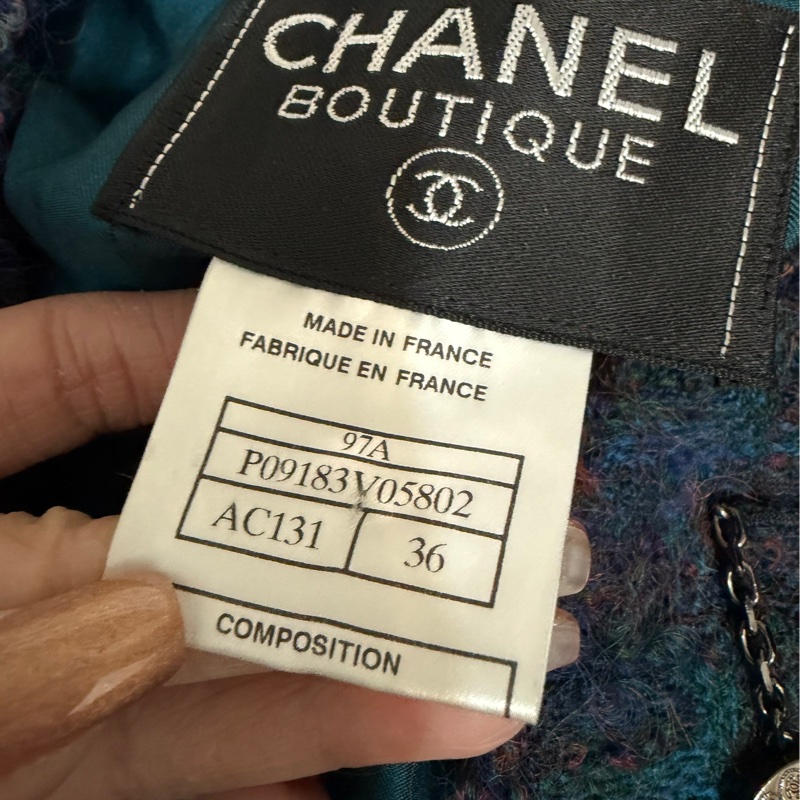 CHANEL
BOUTIQUE
MADE IN FRANCE
FABRIQUE EN FRANCE
97A
P09183V05802
AC131 36
COMPOSITION